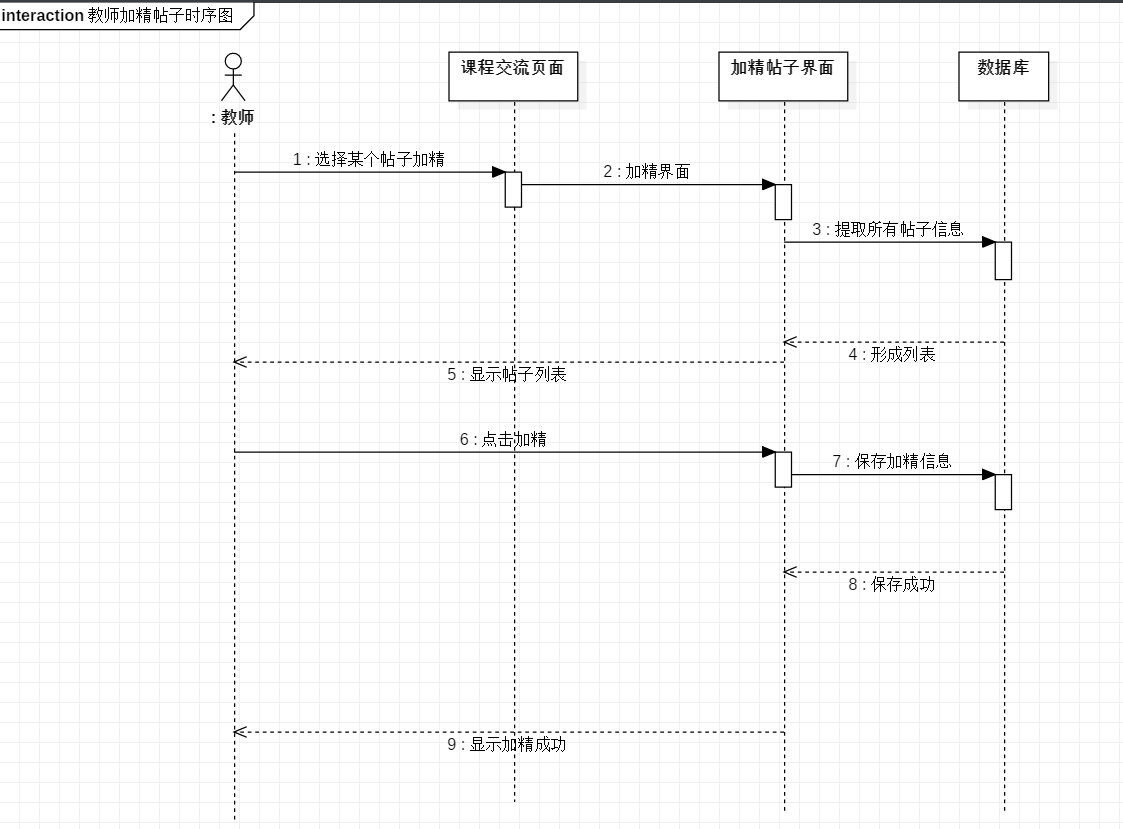 interaction 教师加精帖子时序图
课程交流页面
加精帖子界面
数据库
: 教师
1 : 选择某个帖子加精
2 : 加精界面
3 : 提取所有帖子信息
4 : 形成列表
5 : 显示帖子列表
6 : 点击加精
7 : 保存加精信息
8 : 保存成功
9 : 显示加精成功